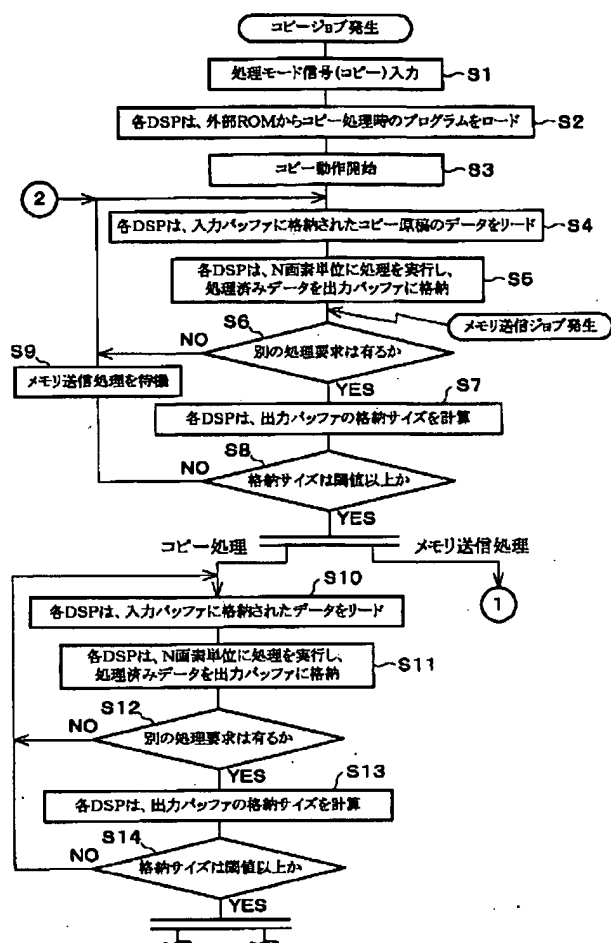 コピージョブ発生
処理モード信号(コピー)入力
S1
各DSPは、外部ROMからコピー処理時のプログラムをロード
S2
コピー動作開始
S3
2
各DSPは、入力バッファに格納されたコピー原稿のデータをリード
S4
各DSPは、N画素単位に処理を実行し、
処理済みデータを出力バッファに格納
S5
メモリ送信ジョブ発生
S6
NO
別の処理要求は有るか
YES
S9
メモリ送信処理を待機
S7
各DSPは、出力バッファの格納サイズを計算
S8
NO
格納サイズは閾値以上か
YES
コピー処理
メモリ送信処理
1
S10
各DSPは、入力バッファに格納されたデータをリード
各DSPは、N画素単位に処理を実行し、
処理済みデータを出力バッファに格納
S11
S12
NO
別の処理要求は有るか
YES
S13
各DSPは、出力バッファの格納サイズを計算
S14
NO
格納サイズは閾値以上か
YES